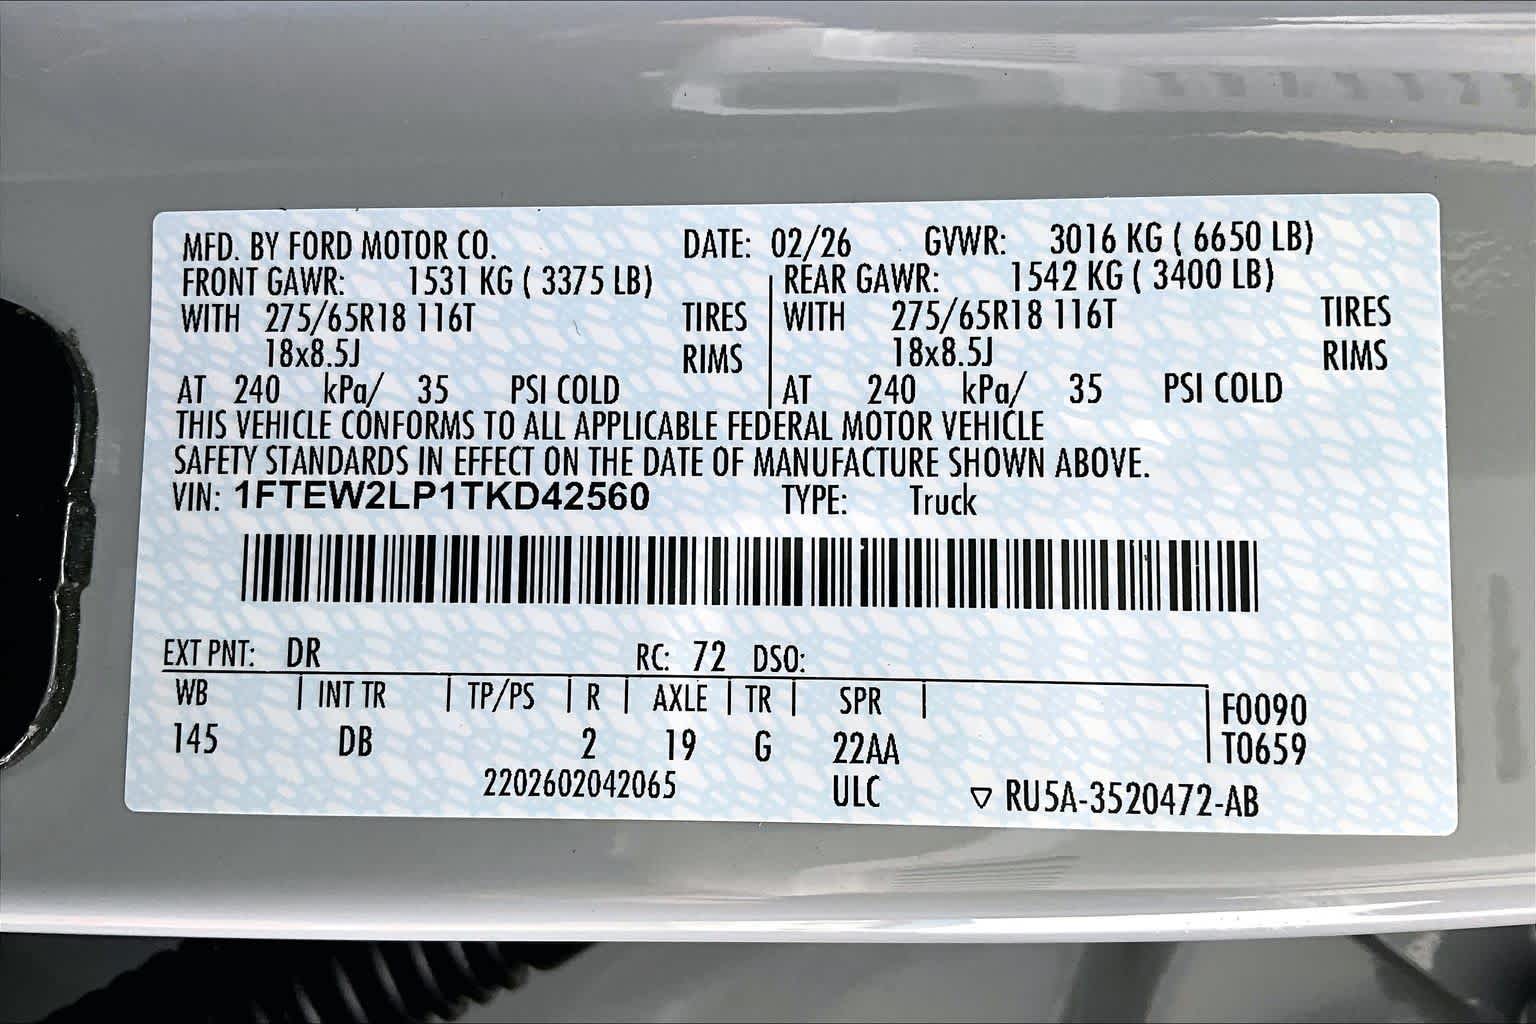 MFD. BY FORD MOTOR CO. DATE: 02/26 GVWR: 3016 KG ( 6650 LB)
FRONT GAWR: 1531 KG ( 3375 LB) REAR GAWR: 1542 KG ( 3400 LB)
WITH 275/65R18 116T TIRES WITH 275/65R18 116T TIRES
18x8.5J RIMS 18x8.5J RIMS
AT 240 kPa/ 35 PSI COLD AT 240 kPa/ 35 PSI COLD
THIS VEHICLE CONFORMS TO ALL APPLICABLE FEDERAL MOTOR VEHICLE
SAFETY STANDARDS IN EFFECT ON THE DATE OF MANUFACTURE SHOWN ABOVE.
VIN: 1FTEW2LP1TKD42560 TYPE: Truck
EXT PNT: DR RC: 72 DSO:
WB INT TR TP/PS R AXLE TR SPR F0090
145 DB 2 19 G 22AA T0659
2202602042065 ULC ▽ RU5A-3520472-AB